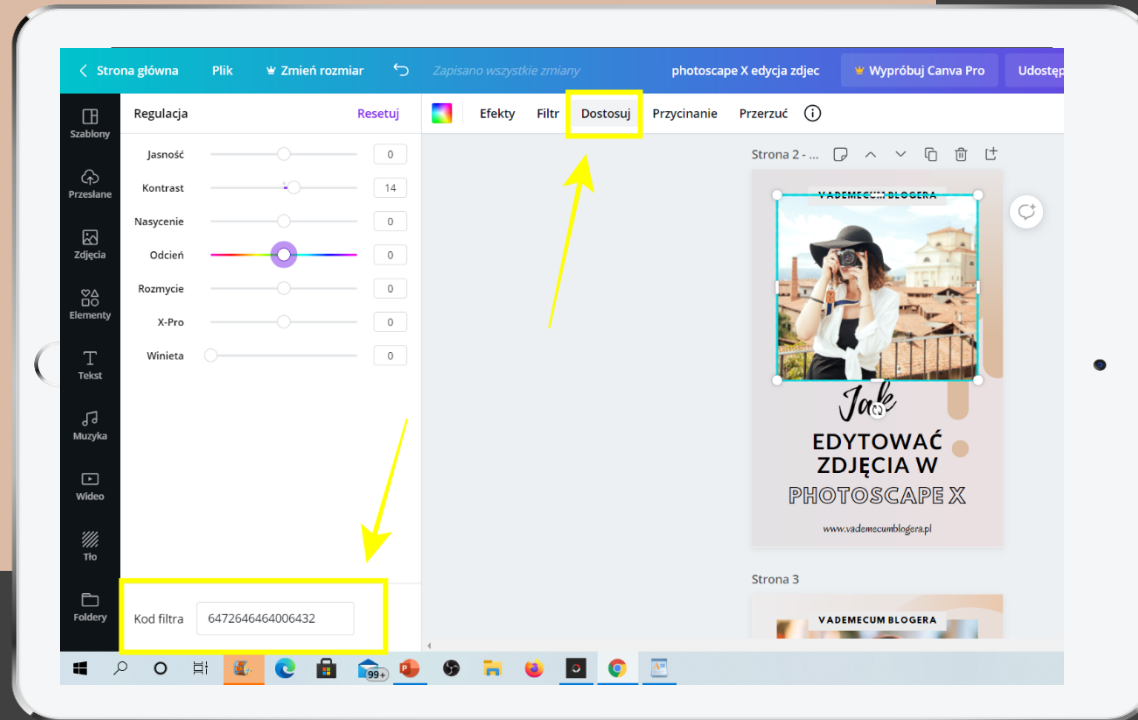 Strona główna Plik Zmień rozmiar Zapisano wszystkie zmiany photoscape X edycja zdjec Wypróbuj Canva Pro Udostęp
Szablony
Przesłane
Zdjęcia
Elementy
Tekst
Muzyka
Wideo
Tło
Foldery
Regulacja Resetuj
Jasność 0
Kontrast 14
Nasycenie 0
Odcień 0
Rozmycie 0
X-Pro 0
Winieta 0
Kod filtra 6472646464006432
Efekty Filtr Dostosuj Przycinanie Przerzuć
Strona 2 - ...
VADEMECUM BLOGERA
Jak
EDYTOWAĆ
ZDJĘCIA W
PHOTOSCAPE X
www.vademecumblogera.pl
Strona 3
VADEMECUM BLOGERA
99+